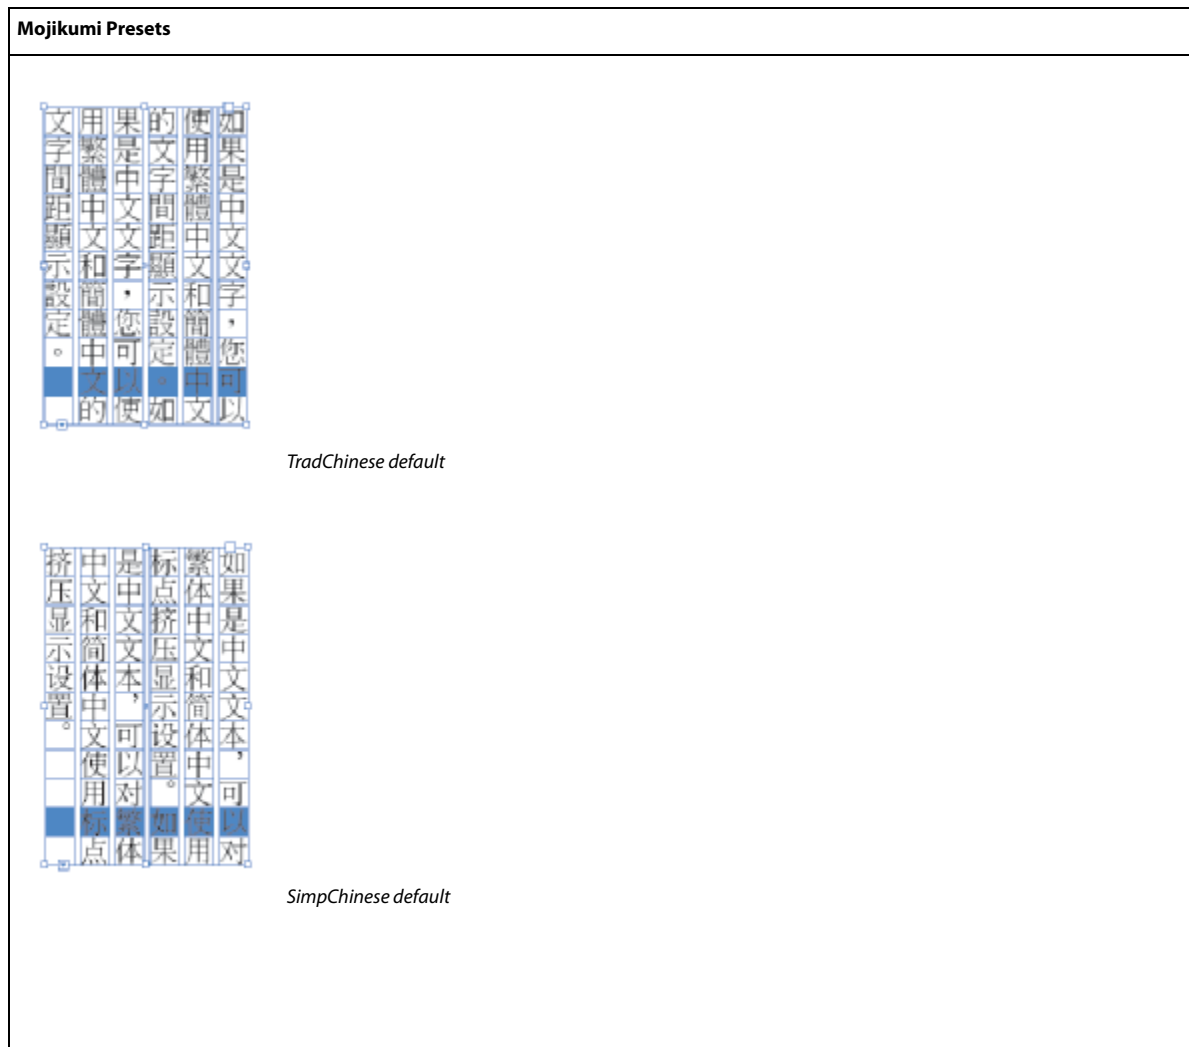 Mojikumi Presets
如果是中文文字，您可以
使用繁體中文和簡體中文
的文字間距顯示設定。如
果是中文文字，您可以使
用繁體中文和簡體中文的
文字間距顯示設定。
TradChinese default
如果是中文文本，可以对
繁体中文和简体中文使用
标点挤压显示设置。如果
是中文文本，可以对繁体
中文和简体中文使用标点
挤压显示设置。
SimpChinese default